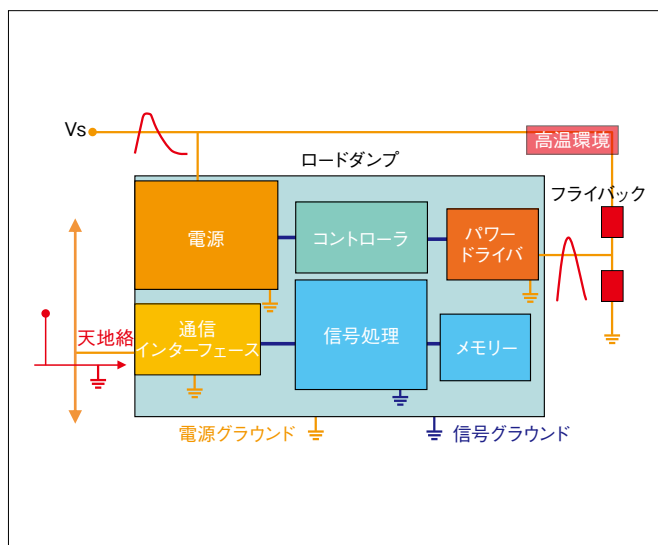 Vs
高温環境
ロードダンプ
フライバック
電源
コントローラ
パワー
ドライバ
天地絡
通信
インターフェース
信号処理
メモリー
電源グラウンド
信号グラウンド